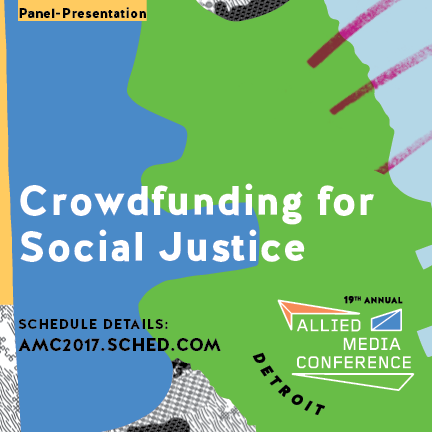 Panel-Presentation
Crowdfunding for
Social Justice
SCHEDULE DETAILS:
AMC2017.SCHED.COM
19TH ANNUAL
ALLIED
MEDIA
CONFERENCE
DETROIT